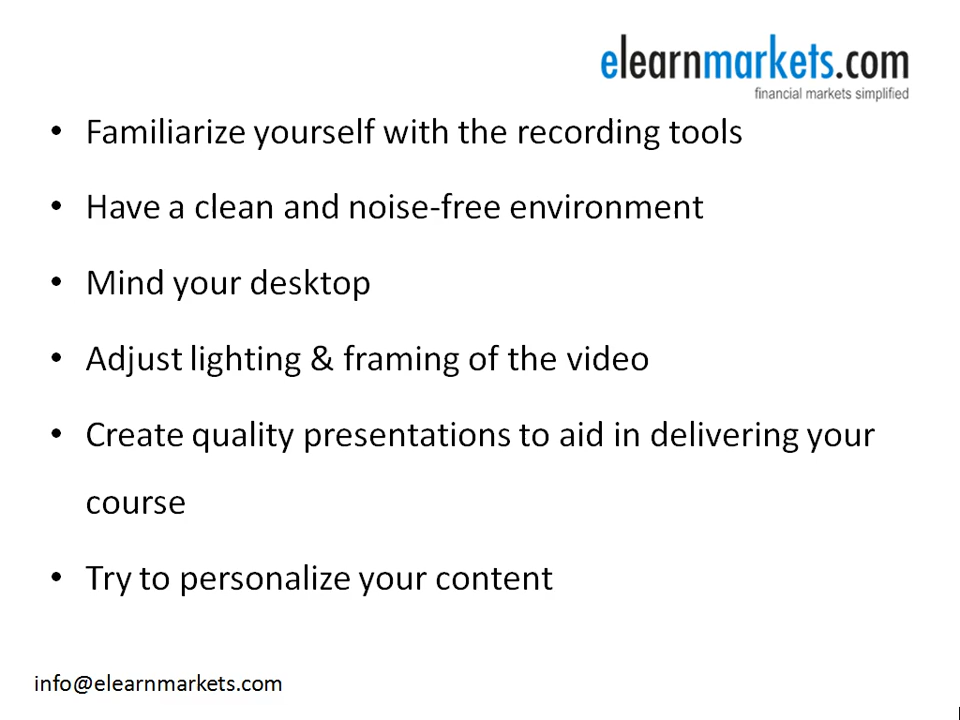 elearnmarkets.com
financial markets simplified
• Familiarize yourself with the recording tools
• Have a clean and noise-free environment
• Mind your desktop
• Adjust lighting & framing of the video
• Create quality presentations to aid in delivering your
course
• Try to personalize your content
info@elearnmarkets.com